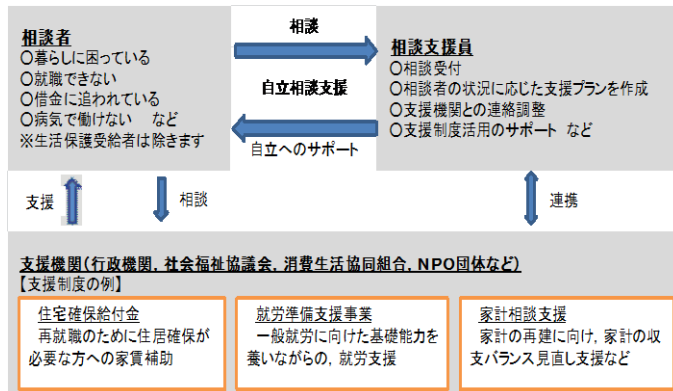 相談者
○暮らしに困っている
○就職できない
○借金に追われている
○病気で働けない など
※生活保護受給者は除きます
相談
自立相談支援
自立へのサポート
相談支援員
○相談受付
○相談者の状況に応じた支援プランを作成
○支援機関との連絡調整
○支援制度活用のサポート など
支援
相談
連携
支援機関(行政機関,社会福祉協議会,消費生活協同組合,NPO団体など)
【支援制度の例】
住宅確保給付金
再就職のために住居確保が
必要な方への家賃補助
就労準備支援事業
一般就労に向けた基礎能力を
養いながらの,就労支援
家計相談支援
家計の再建に向け,家計の収
支バランス見直し支援など